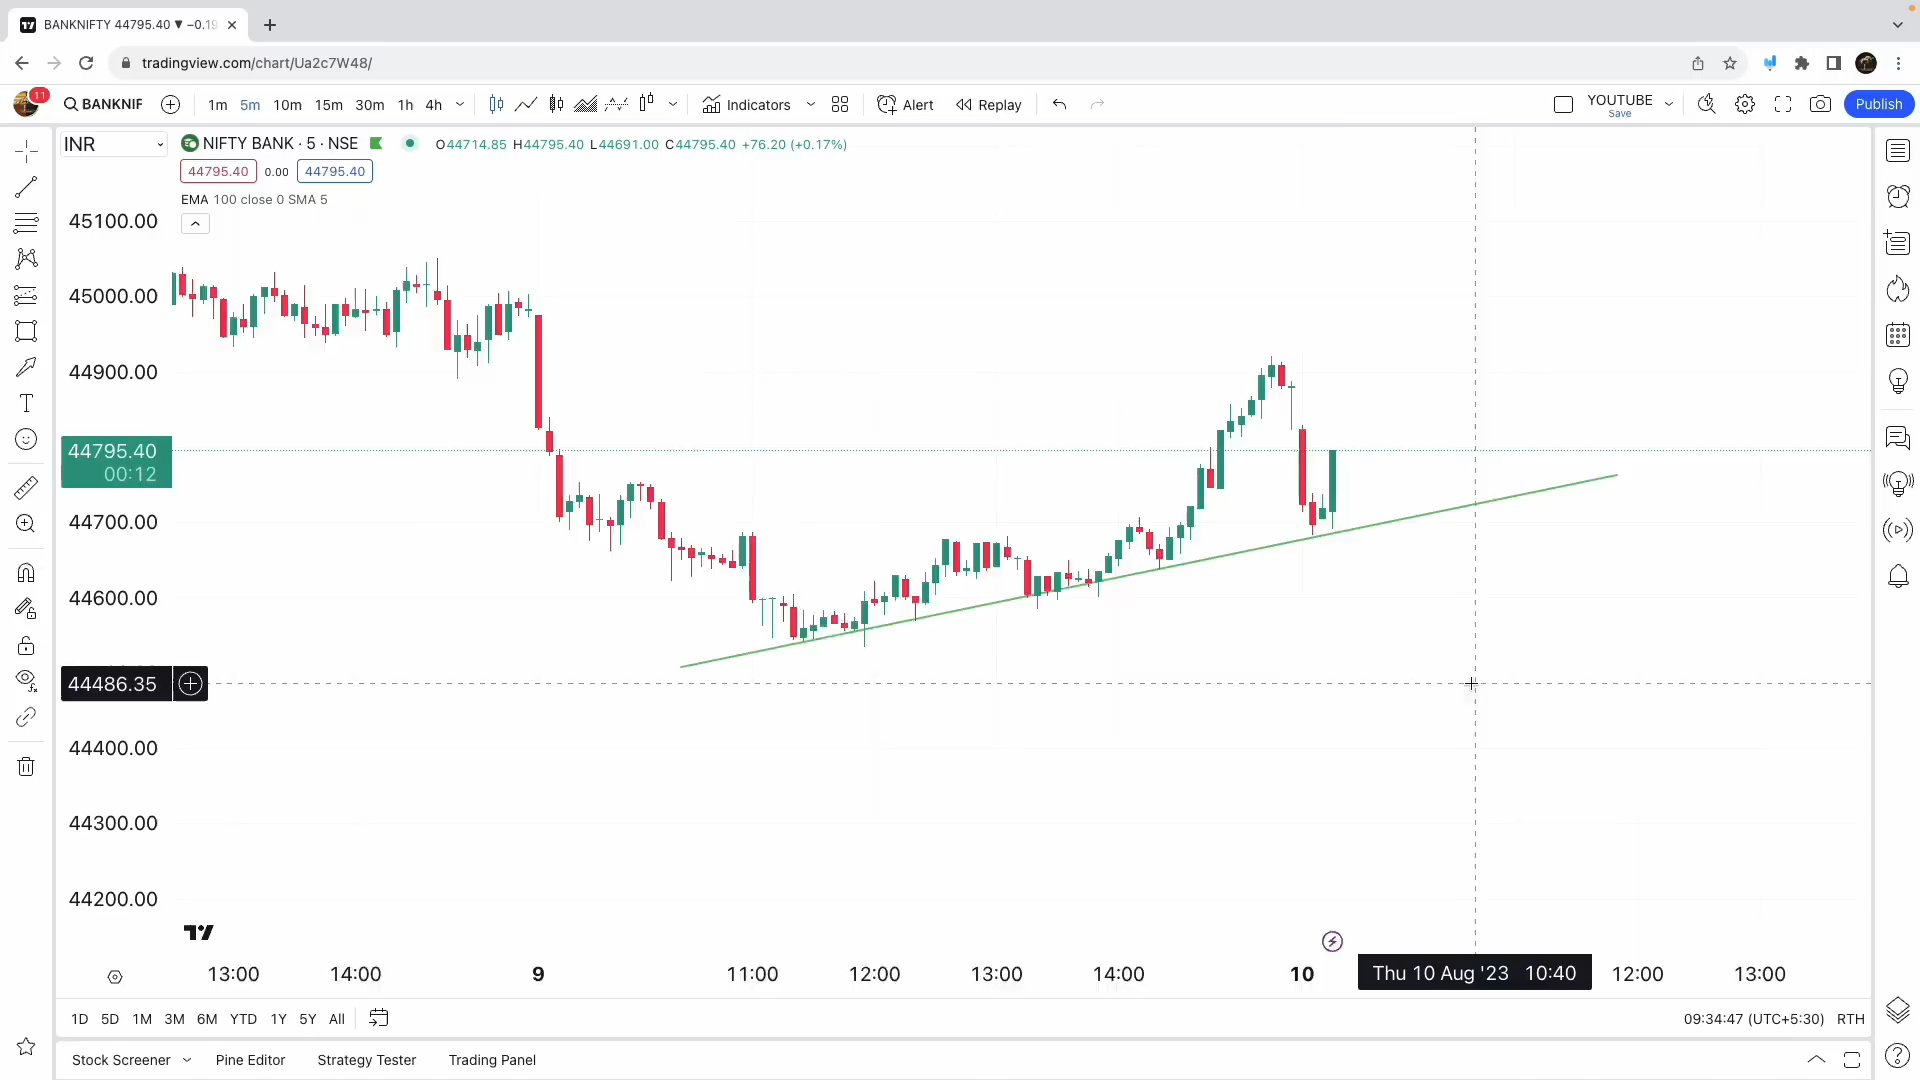 BANKNIFTY 44795.40 ▼ −0.19
tradingview.com/chart/Ua2c7W48/
11
BANKNIF
1m 5m 10m 15m 30m 1h 4h
Indicators
Alert
Replay
YOUTUBE
Save
Publish
INR
NIFTY BANK · 5 · NSE
O44714.85 H44795.40 L44691.00 C44795.40 +76.20 (+0.17%)
44795.40 0.00 44795.40
EMA 100 close 0 SMA 5
45100.00
45000.00
44900.00
44795.40
00:12
44700.00
44600.00
44486.35
44400.00
44300.00
44200.00
13:00 14:00 9 11:00 12:00 13:00 14:00 10 Thu 10 Aug '23 10:40 12:00 13:00
1D 5D 1M 3M 6M YTD 1Y 5Y All
09:34:47 (UTC+5:30) RTH
Stock Screener Pine Editor Strategy Tester Trading Panel